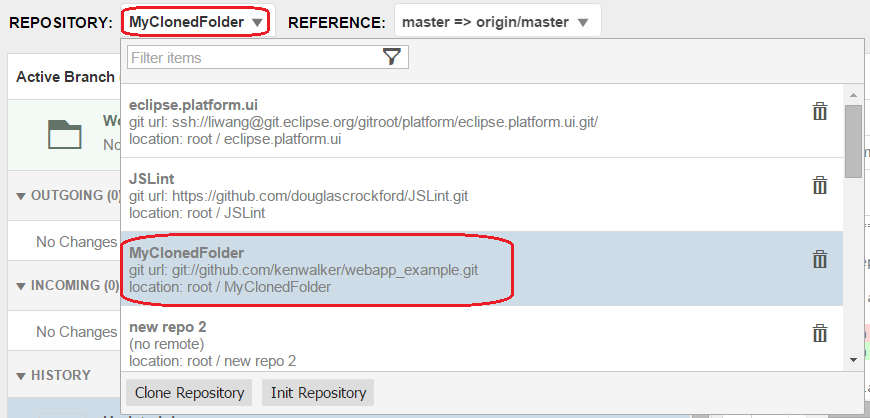 REPOSITORY: MyClonedFolder REFERENCE: master => origin/master
Filter items
Active Branch
eclipse.platform.ui
git url: ssh://liwang@git.eclipse.org/gitroot/platform/eclipse.platform.ui.git/
location: root / eclipse.platform.ui
No
JSLint
git url: https://github.com/douglascrockford/JSLint.git
location: root / JSLint
OUTGOING (0)
No Changes
MyClonedFolder
git url: git://github.com/kenwalker/webapp_example.git
location: root / MyClonedFolder
INCOMING (0)
No Changes
new repo 2
(no remote)
location: root / new repo 2
HISTORY
Clone Repository Init Repository